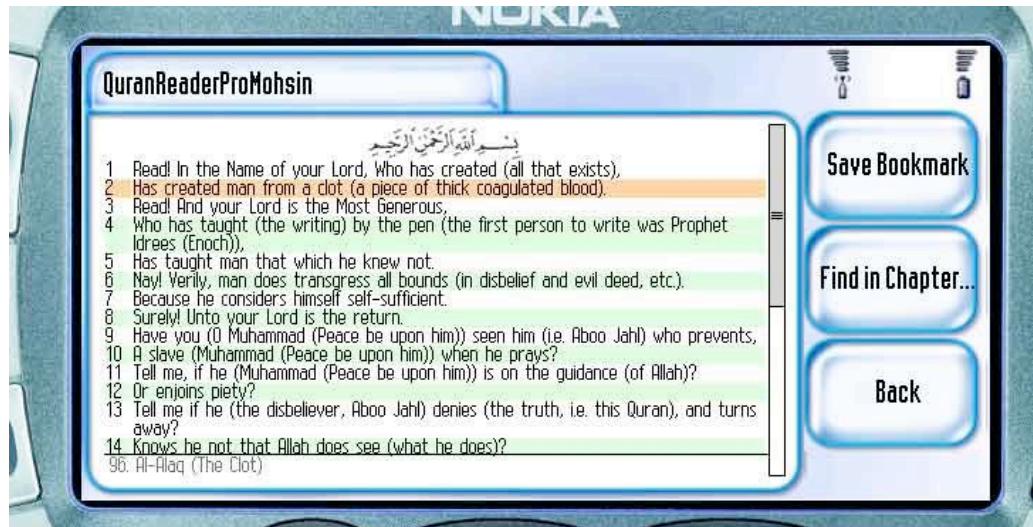 NOKIA
QuranReaderProMohsin
بِسْمِ اللَّهِ الرَّحْمَٰنِ الرَّحِيمِ
1 Read! In the Name of your Lord, Who has created (all that exists),
2 Has created man from a clot (a piece of thick coagulated blood).
3 Read! And your Lord is the Most Generous,
4 Who has taught (the writing) by the pen (the first person to write was Prophet
Idrees (Enoch)),
5 Has taught man that which he knew not.
6 Nay! Verily, man does transgress all bounds (in disbelief and evil deed, etc.).
7 Because he considers himself self-sufficient.
8 Surely! Unto your Lord is the return.
9 Have you (O Muhammad (Peace be upon him)) seen him (i.e. Aboo Jahl) who prevents,
10 A slave (Muhammad (Peace be upon him)) when he prays?
11 Tell me, if he (Muhammad (Peace be upon him)) is on the guidance (of Allah)?
12 Or enjoins piety?
13 Tell me if he (the disbeliever, Aboo Jahl) denies (the truth, i.e. this Quran), and turns
away?
14 Knows he not that Allah does see (what he does)?
96. Al-Alaq (The Clot)
Save Bookmark
Find in Chapter...
Back